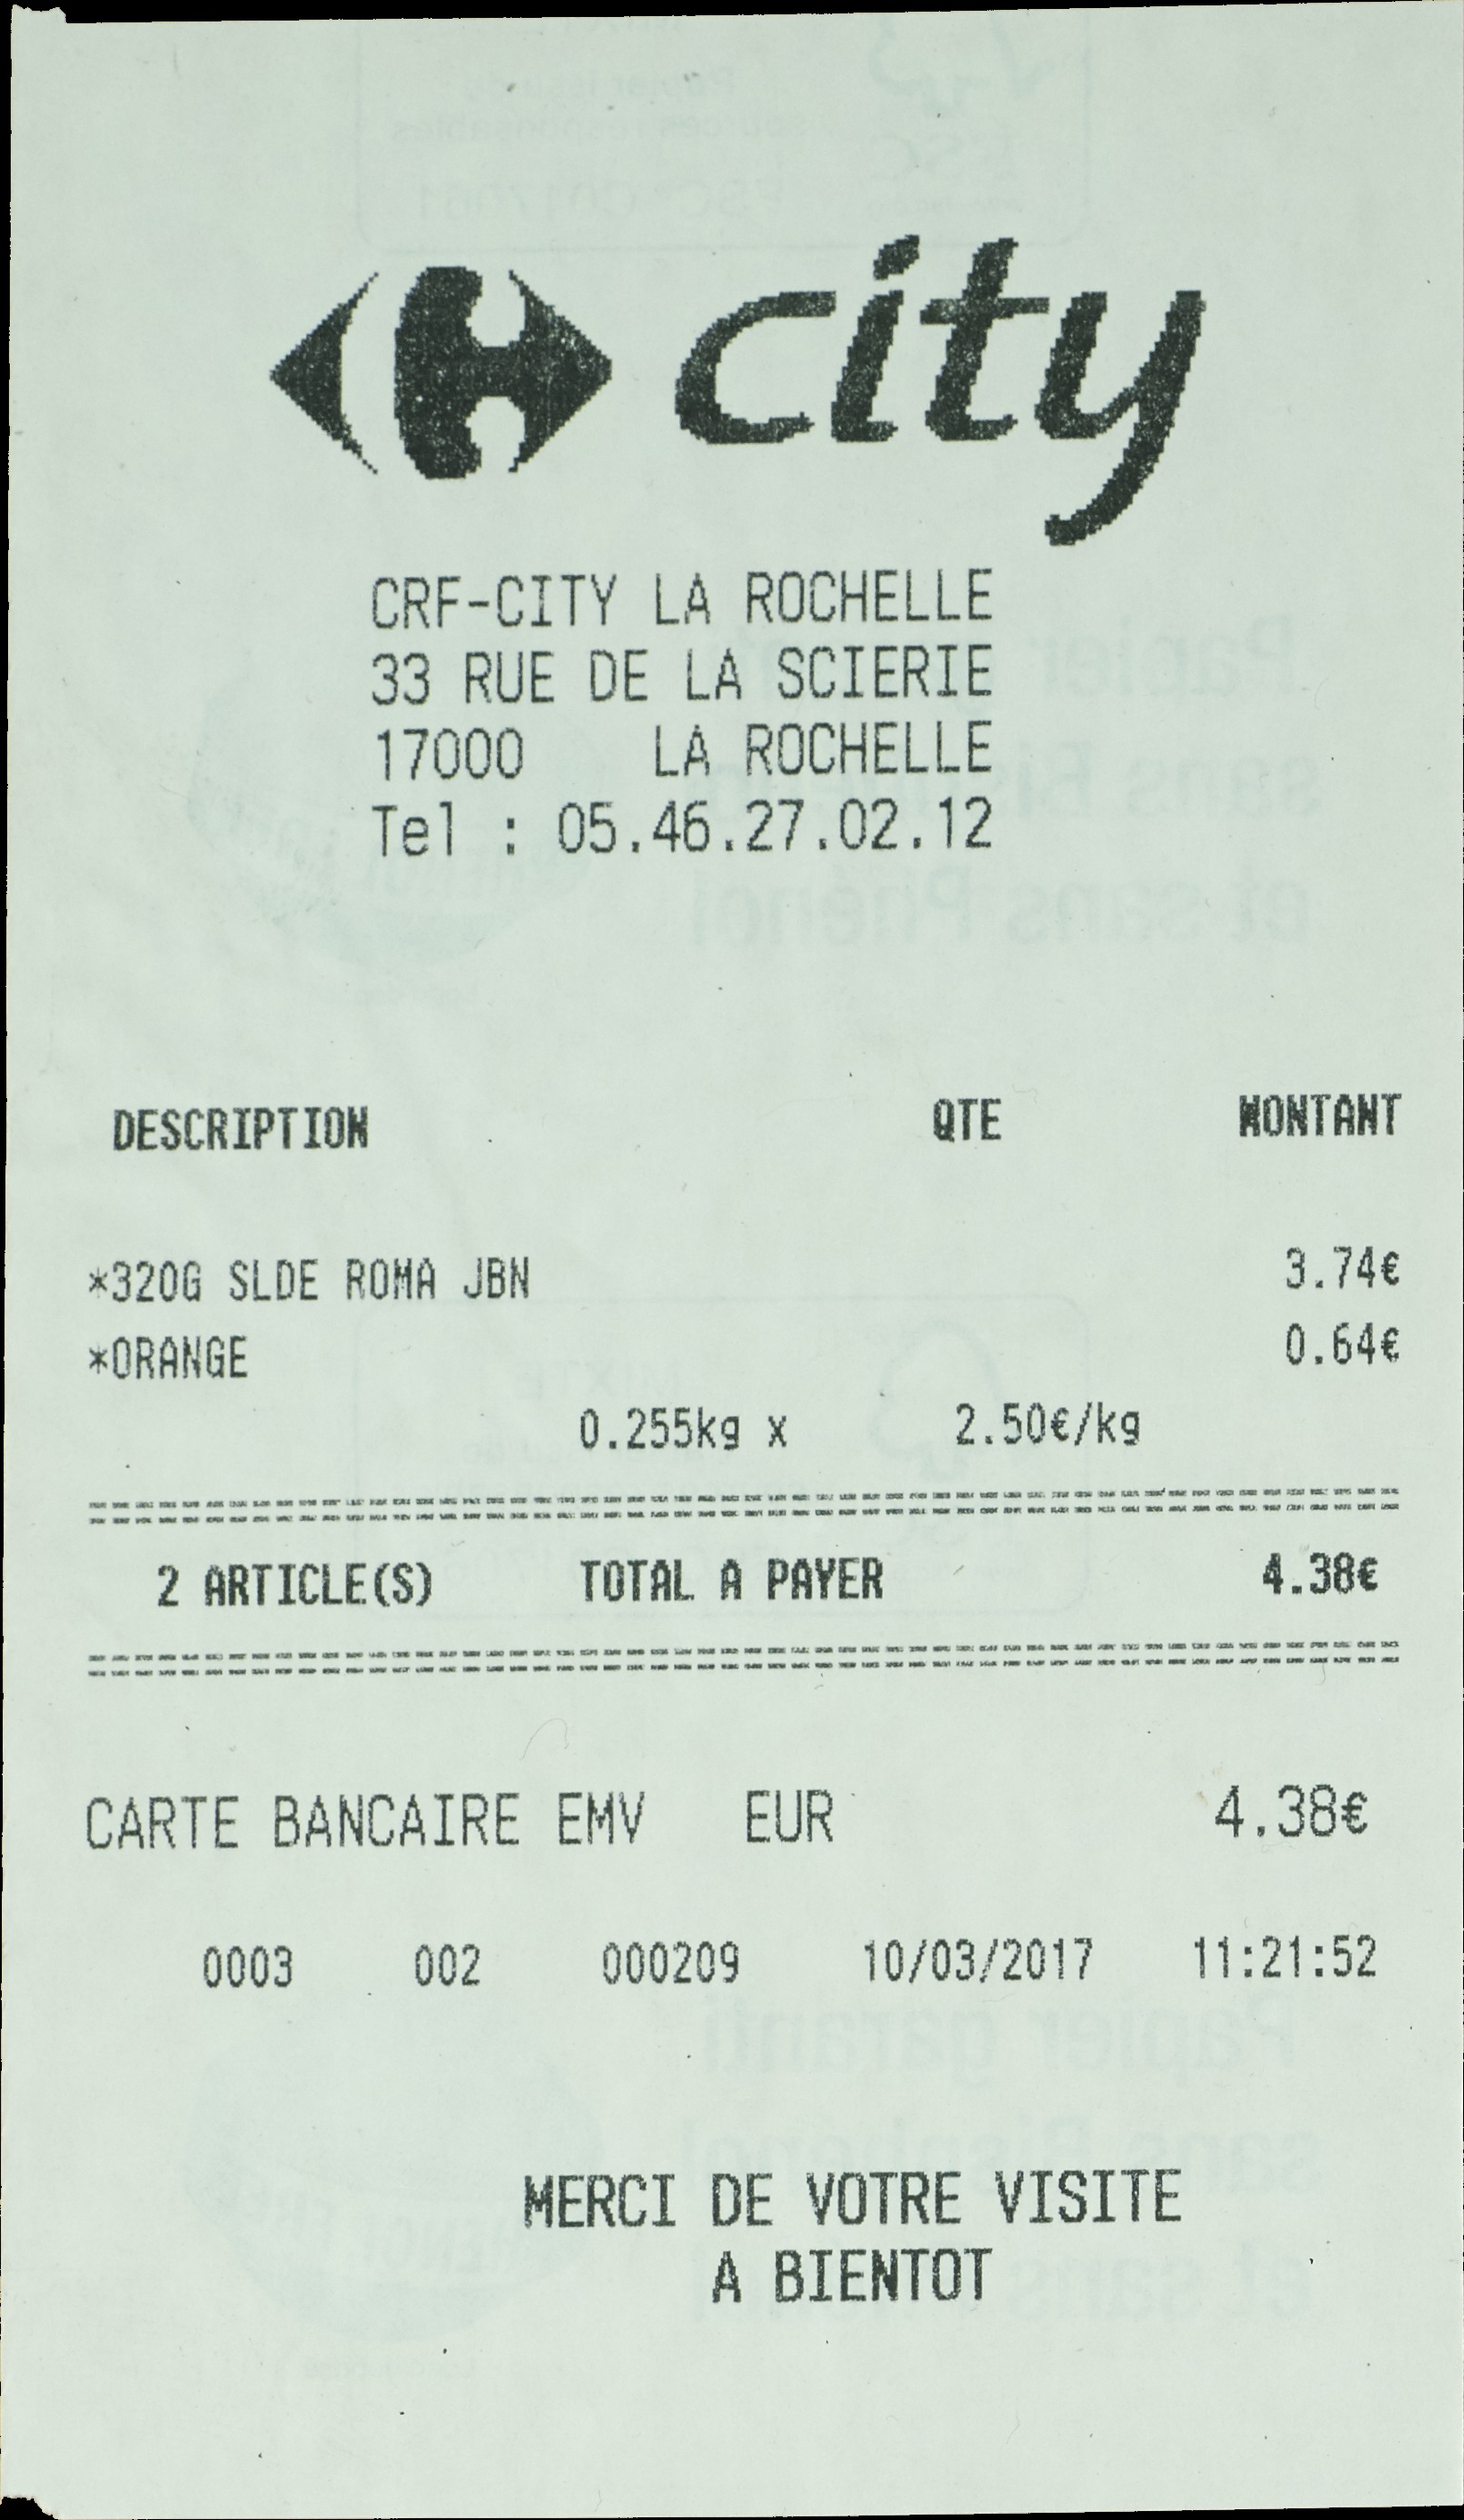 city
CRF-CITY LA ROCHELLE
33 RUE DE LA SCIERIE
17000 LA ROCHELLE
Tel : 05.46.27.02.12
DESCRIPTION QTE MONTANT
*320G SLDE ROMA JBN 3.74€
*ORANGE 0.64€
0.255kg x 2.50€/kg
2 ARTICLE(S) TOTAL A PAYER 4.38€
CARTE BANCAIRE EMV EUR 4.38€
0003 002 000209 10/03/2017 11:21:52
MERCI DE VOTRE VISITE
A BIENTOT